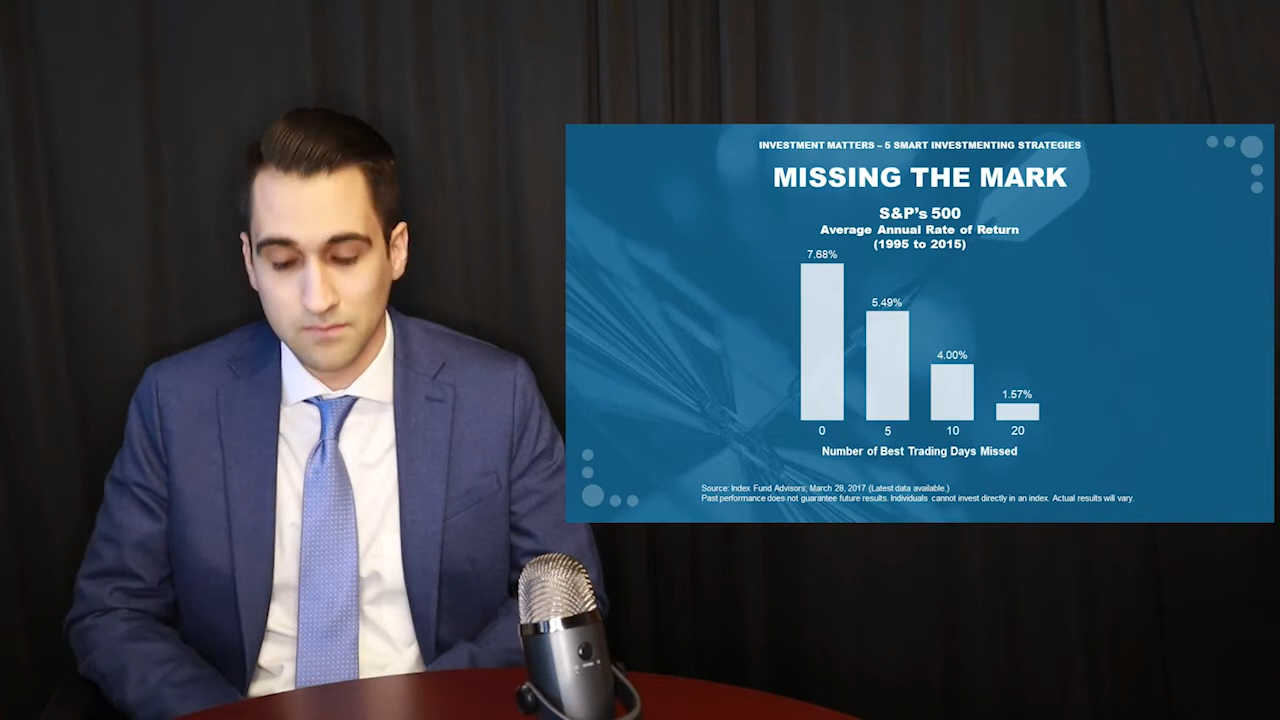 INVESTMENT MATTERS – 5 SMART INVESTMENTING STRATEGIES
MISSING THE MARK
S&P's 500
Average Annual Rate of Return
(1995 to 2015)
7.68%
5.49%
4.00%
1.57%
0 5 10 20
Number of Best Trading Days Missed
Source: Index Fund Advisors, March 28, 2017 (Latest data available.)
Past performance does not guarantee future results. Individuals cannot invest directly in an index. Actual results will vary.